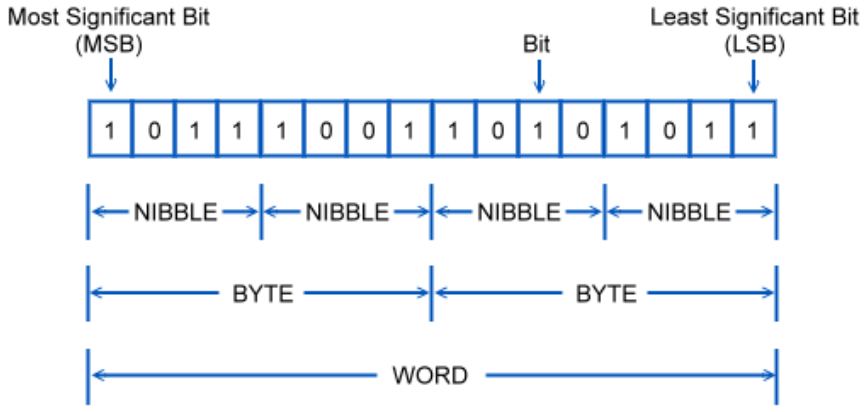 Most Significant Bit
(MSB)
Bit
Least Significant Bit
(LSB)
1 0 1 1 1 0 0 1 1 0 1 0 1 0 1 1
NIBBLE NIBBLE NIBBLE NIBBLE
BYTE BYTE
WORD